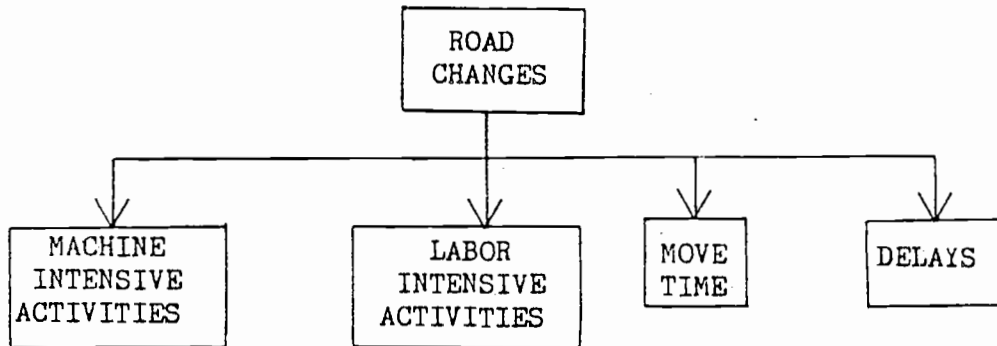 ROAD
CHANGES
MACHINE
INTENSIVE
ACTIVITIES
LABOR
INTENSIVE
ACTIVITIES
MOVE
TIME
DELAYS